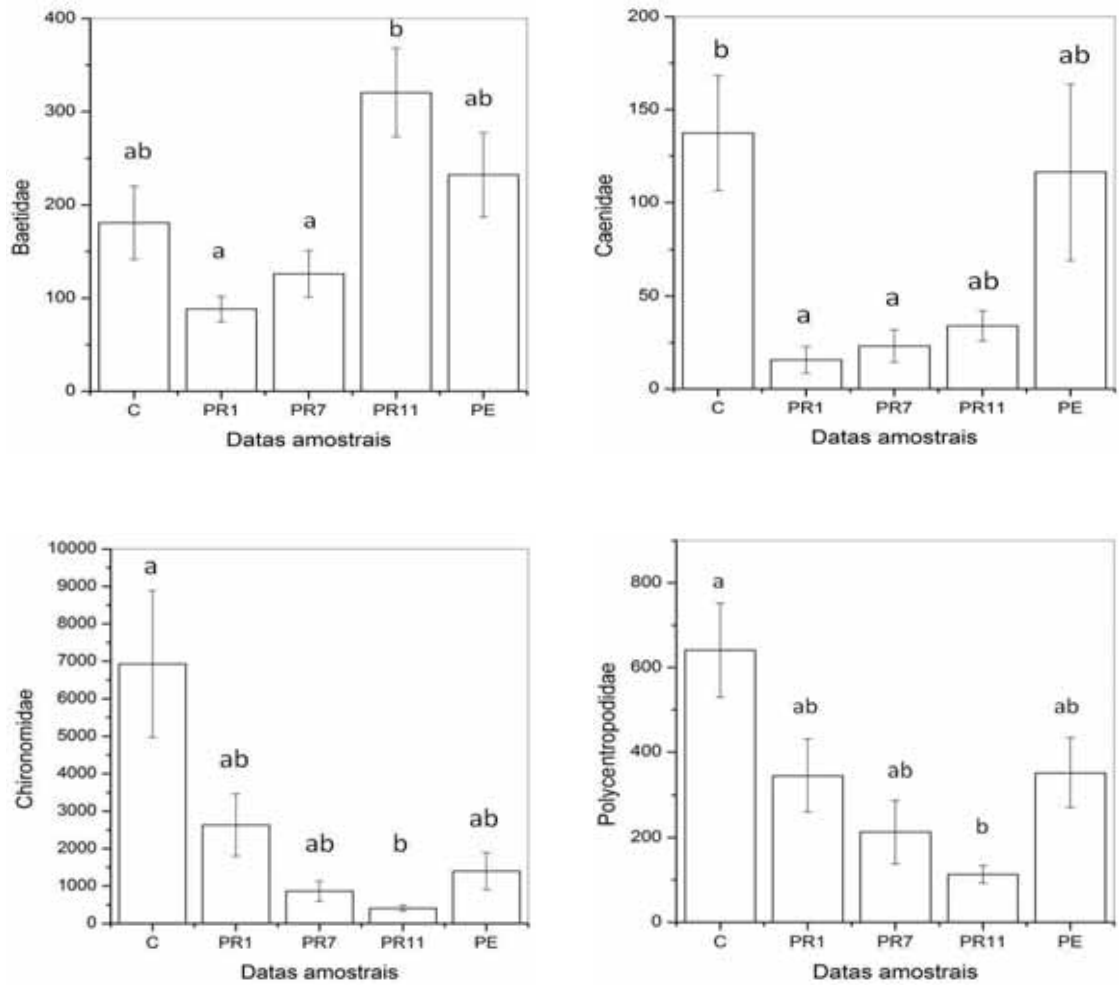 Baetidae
400
300
200
100
0
ab
a
a
b
ab
C PR1 PR7 PR11 PE
Datas amostrais
Caenidae
200
150
100
50
0
b
a
a
ab
ab
C PR1 PR7 PR11 PE
Datas amostrais
Chironomidae
10000
9000
8000
7000
6000
5000
4000
3000
2000
1000
0
a
ab
ab
b
ab
C PR1 PR7 PR11 PE
Datas amostrais
Polycentropodidae
800
600
400
200
0
a
ab
ab
b
ab
C PR1 PR7 PR11 PE
Datas amostrais